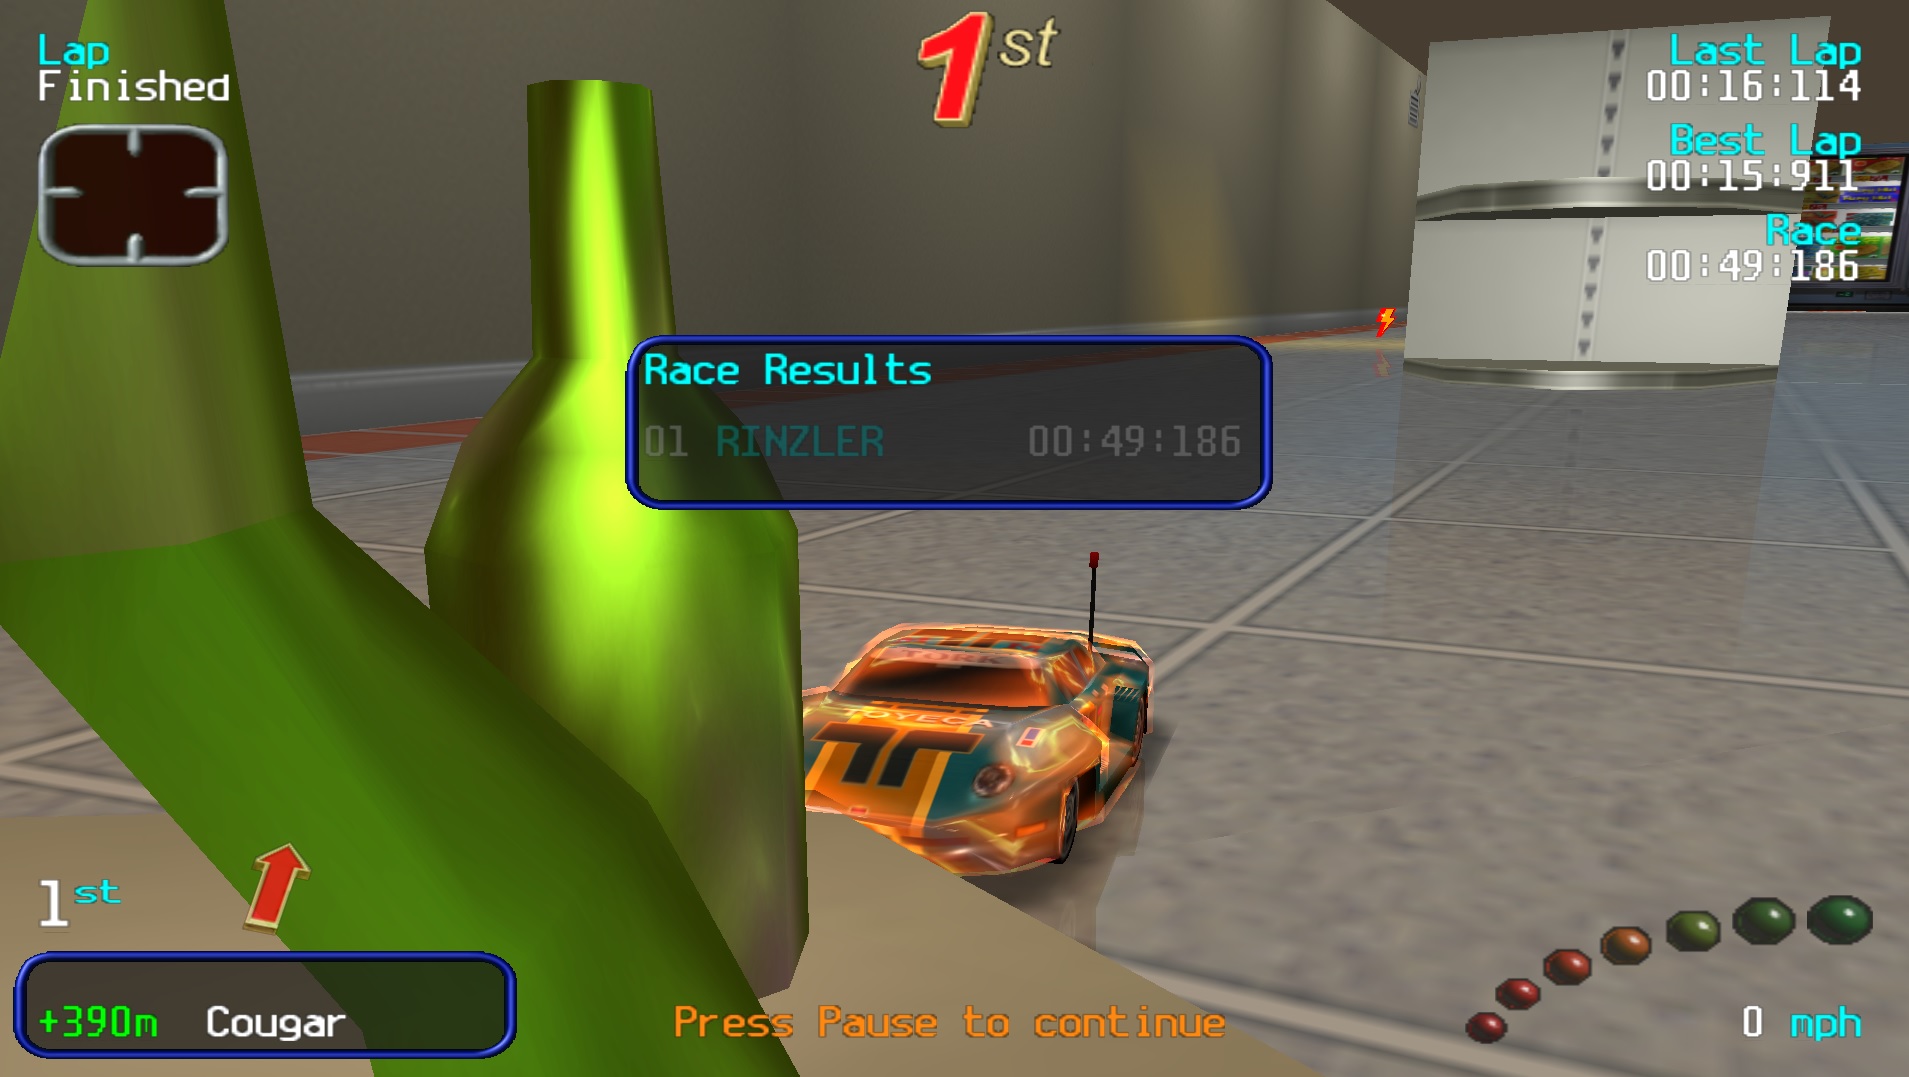 Lap
Finished
1st
Last Lap
00:16:114
Best Lap
00:15:911
Race
00:49:186
Race Results
01 RINZLER 00:49:186
TOYECA
1st
+390m Cougar
Press Pause to continue
0 mph